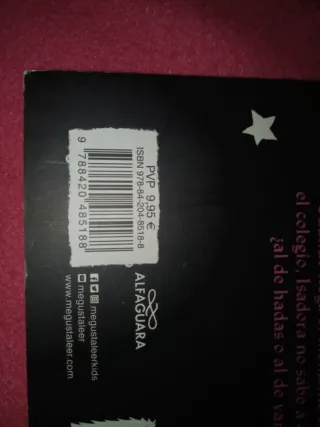 PVP 9,95 €
ISBN 978-84-204-8518-8
9 788420 485188
ALFAGUARA
megustaleerkids
megustaleer
www.megustaleer.com
el colegio, Isadora no sabe a
¿al de hadas o al de vam